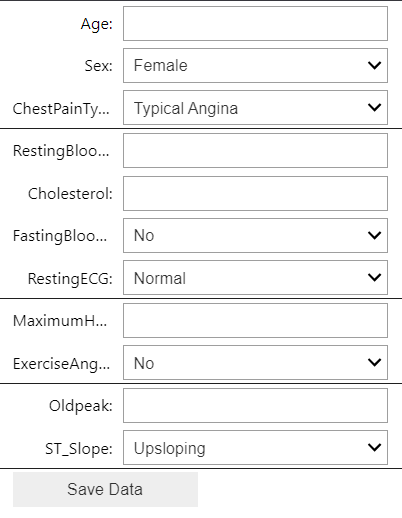 Age:
Sex: Female
ChestPainTy... Typical Angina
RestingBloo...
Cholesterol:
FastingBloo... No
RestingECG: Normal
MaximumH...
ExerciseAng... No
Oldpeak:
ST_Slope: Upsloping
Save Data